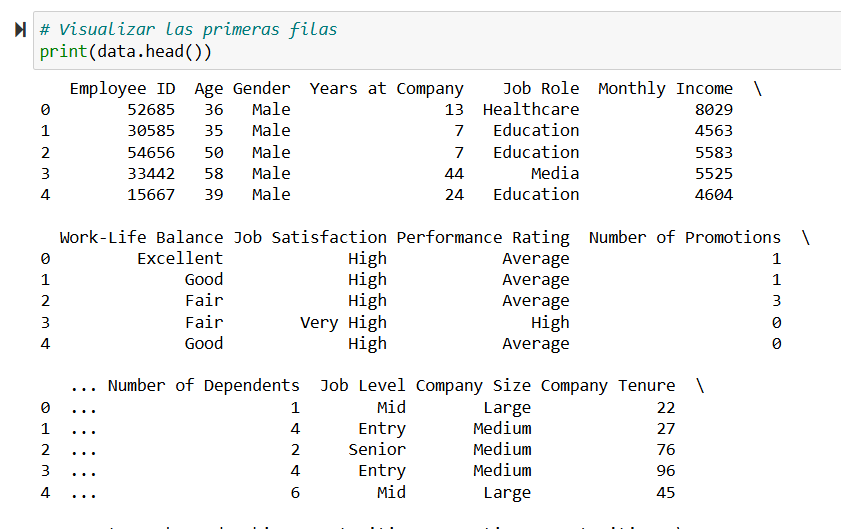 # Visualizar las primeras filas
print(data.head())
   Employee ID  Age Gender  Years at Company    Job Role  Monthly Income  \
0        52685   36   Male                13  Healthcare            8029
1        30585   35   Male                 7   Education            4563
2        54656   50   Male                 7   Education            5583
3        33442   58   Male                44       Media            5525
4        15667   39   Male                24   Education            4604
  Work-Life Balance Job Satisfaction Performance Rating  Number of Promotions  \
0         Excellent             High            Average                     1
1              Good             High            Average                     1
2              Fair             High            Average                     3
3              Fair        Very High               High                     0
4              Good             High            Average                     0
   ... Number of Dependents  Job Level Company Size Company Tenure  \
0  ...                    1        Mid        Large             22
1  ...                    4      Entry       Medium             27
2  ...                    2     Senior       Medium             76
3  ...                    4      Entry       Medium             96
4  ...                    6        Mid        Large             45